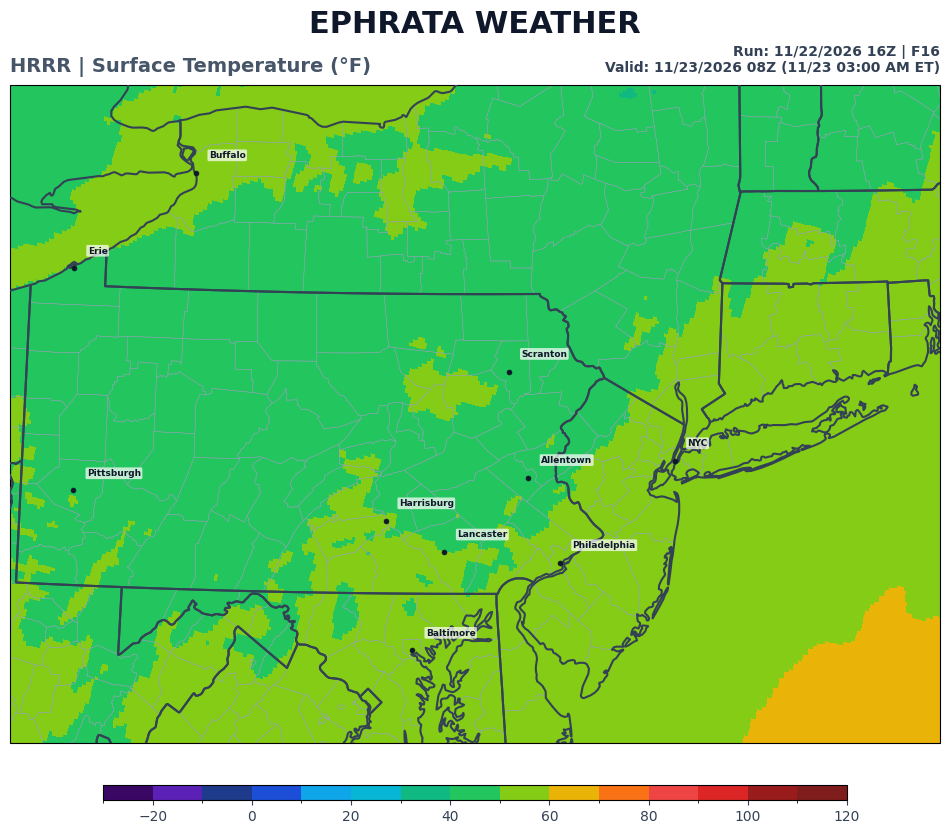 EPHRATA WEATHER
HRRR | Surface Temperature (°F)
Run: 11/22/2026 16Z | F16
Valid: 11/23/2026 08Z (11/23 03:00 AM ET)
Buffalo
Erie
Scranton
NYC
Allentown
Pittsburgh
Harrisburg
Lancaster
Philadelphia
Baltimore
−20 0 20 40 60 80 100 120